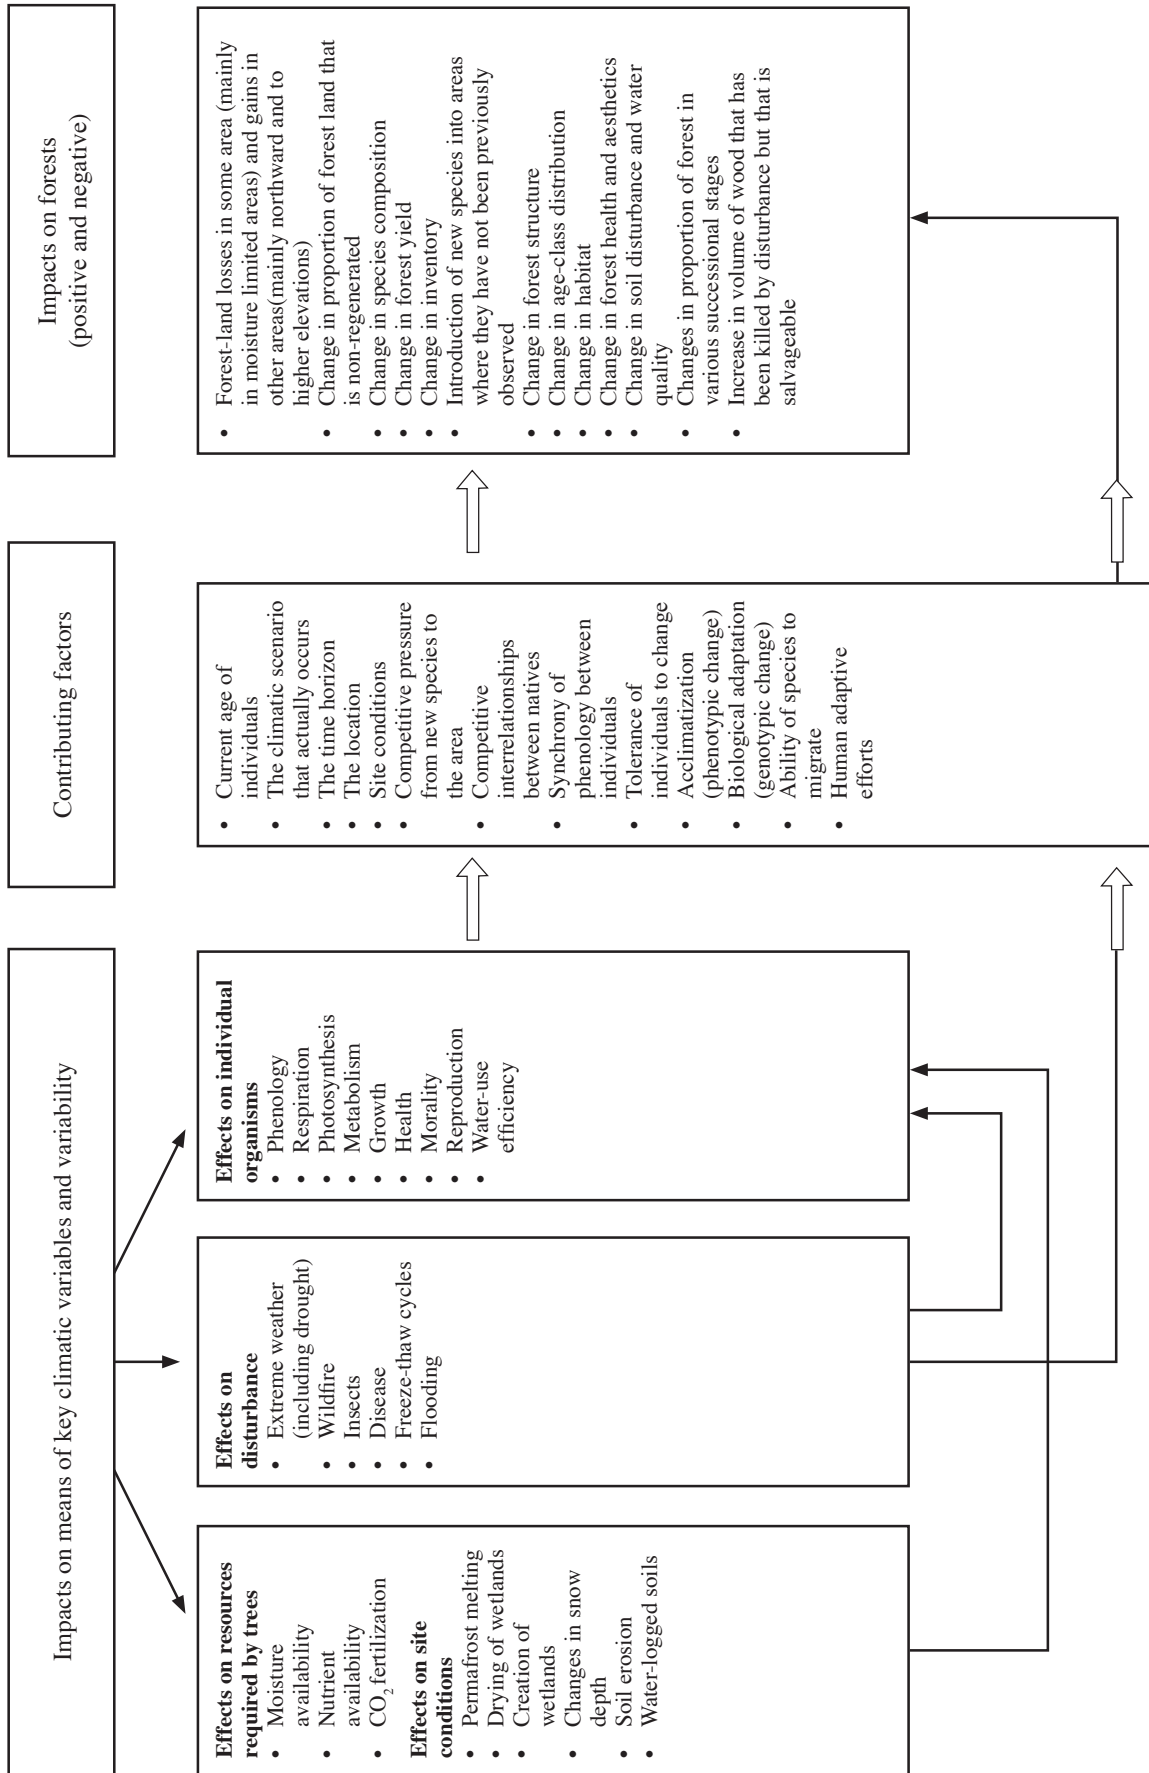 Impacts on means of key climatic variables and variability
Effects on resources
required by trees
• Moisture
availability
• Nutrient
availability
• CO₂ fertilization
Effects on site
conditions
• Permafrost melting
• Drying of wetlands
• Creation of
wetlands
• Changes in snow
depth
• Soil erosion
• Water-logged soils
Effects on
disturbance
• Extreme weather
(including drought)
• Wildfire
• Insects
• Disease
• Freeze-thaw cycles
• Flooding
Effects on individual
organisms
• Phenology
• Respiration
• Photosynthesis
• Metabolism
• Growth
• Health
• Morality
• Reproduction
• Water-use
efficiency
Contributing factors
• Current age of
individuals
• The climatic scenario
that actually occurs
• The time horizon
• The location
• Site conditions
• Competitive pressure
from new species to
the area
• Competitive
interrelationships
between natives
• Synchrony of
phenology between
individuals
• Tolerance of
individuals to change
• Acclimatization
(phenotypic change)
• Biological adaptation
(genotypic change)
• Ability of species to
migrate
• Human adaptive
efforts
Impacts on forests
(positive and negative)
• Forest-land losses in some area (mainly
in moisture limited areas) and gains in
other areas(mainly northward and to
higher elevations)
• Change in proportion of forest land that
is non-regenerated
• Change in species composition
• Change in forest yield
• Change in inventory
• Introduction of new species into areas
where they have not been previously
observed
• Change in forest structure
• Change in age-class distribution
• Change in habitat
• Change in forest health and aesthetics
• Change in soil disturbance and water
quality
• Changes in proportion of forest in
various successional stages
• Increase in volume of wood that has
been killed by disturbance but that is
salvageable